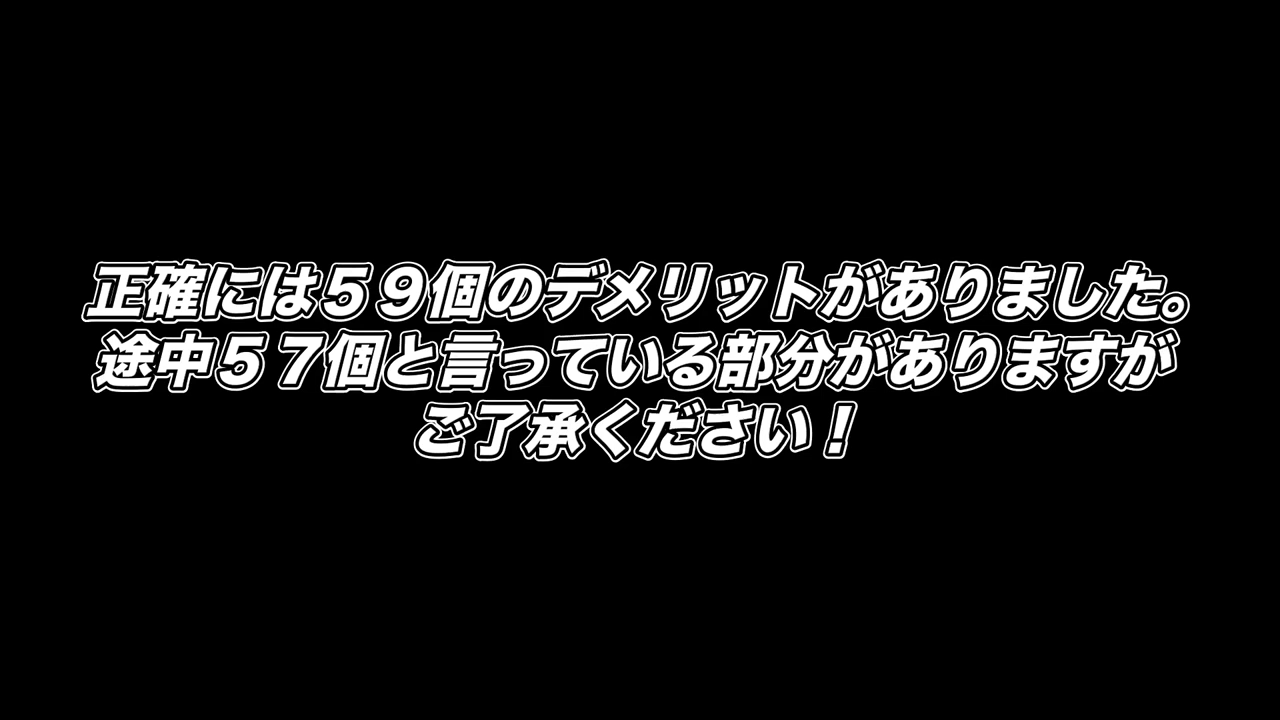 正確には５９個のデメリットがありました。
途中５７個と言っている部分がありますが
ご了承ください！